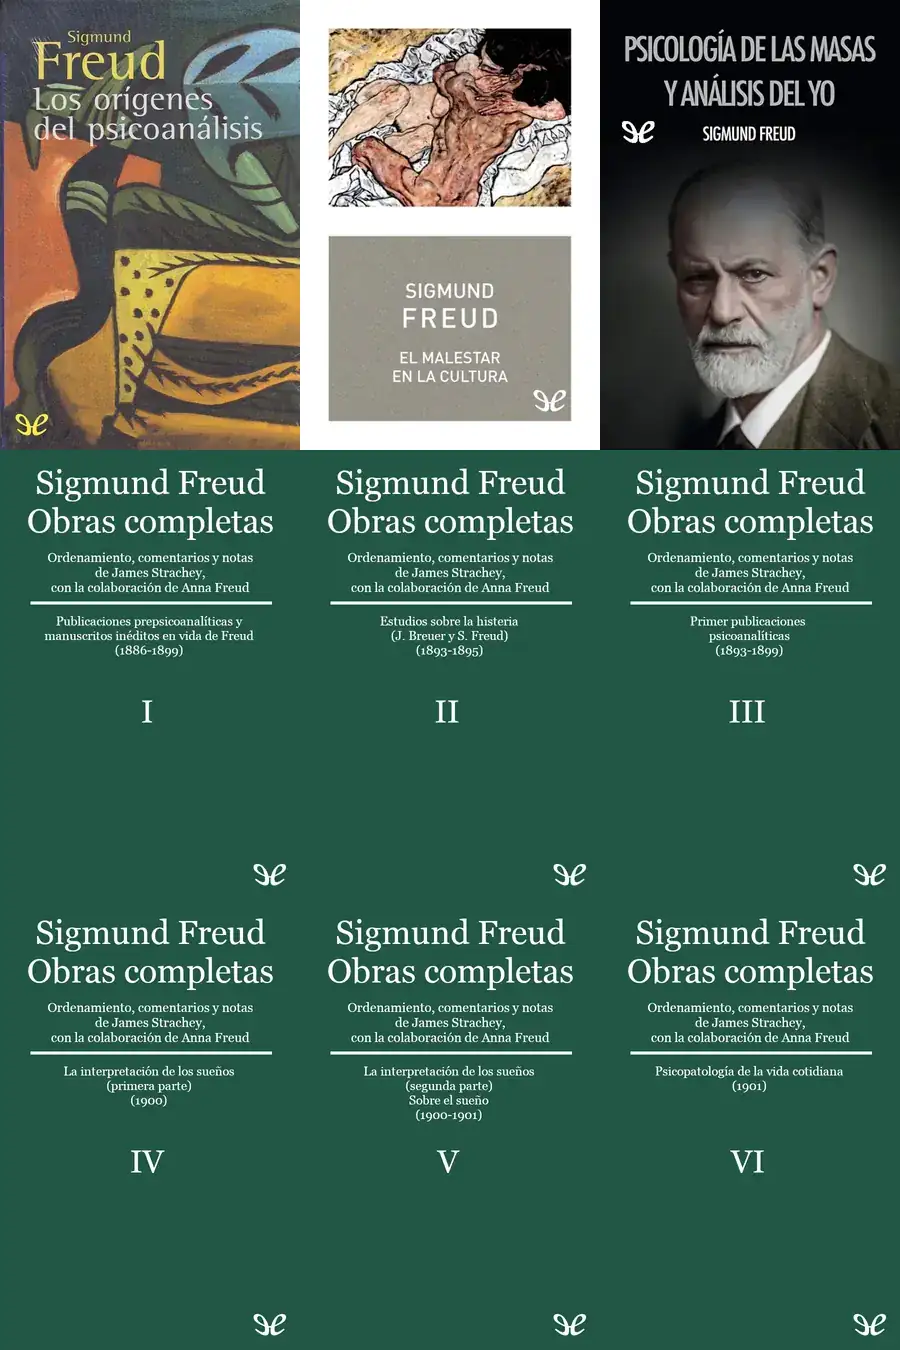 Sigmund
Freud
Los orígenes
del psicoanálisis
SIGMUND
FREUD
EL MALESTAR
EN LA CULTURA
PSICOLOGÍA DE LAS MASAS
Y ANÁLISIS DEL YO
SIGMUND FREUD
Sigmund Freud
Obras completas
Ordenamiento, comentarios y notas
de James Strachey,
con la colaboración de Anna Freud
Publicaciones prepsicoanalíticas y
manuscritos inéditos en vida de Freud
(1886-1899)
I
Sigmund Freud
Obras completas
Ordenamiento, comentarios y notas
de James Strachey,
con la colaboración de Anna Freud
Estudios sobre la histeria
(J. Breuer y S. Freud)
(1893-1895)
II
Sigmund Freud
Obras completas
Ordenamiento, comentarios y notas
de James Strachey,
con la colaboración de Anna Freud
Primer publicaciones
psicoanalíticas
(1893-1899)
III
Sigmund Freud
Obras completas
Ordenamiento, comentarios y notas
de James Strachey,
con la colaboración de Anna Freud
La interpretación de los sueños
(primera parte)
(1900)
IV
Sigmund Freud
Obras completas
Ordenamiento, comentarios y notas
de James Strachey,
con la colaboración de Anna Freud
La interpretación de los sueños
(segunda parte)
Sobre el sueño
(1900-1901)
V
Sigmund Freud
Obras completas
Ordenamiento, comentarios y notas
de James Strachey,
con la colaboración de Anna Freud
Psicopatología de la vida cotidiana
(1901)
VI